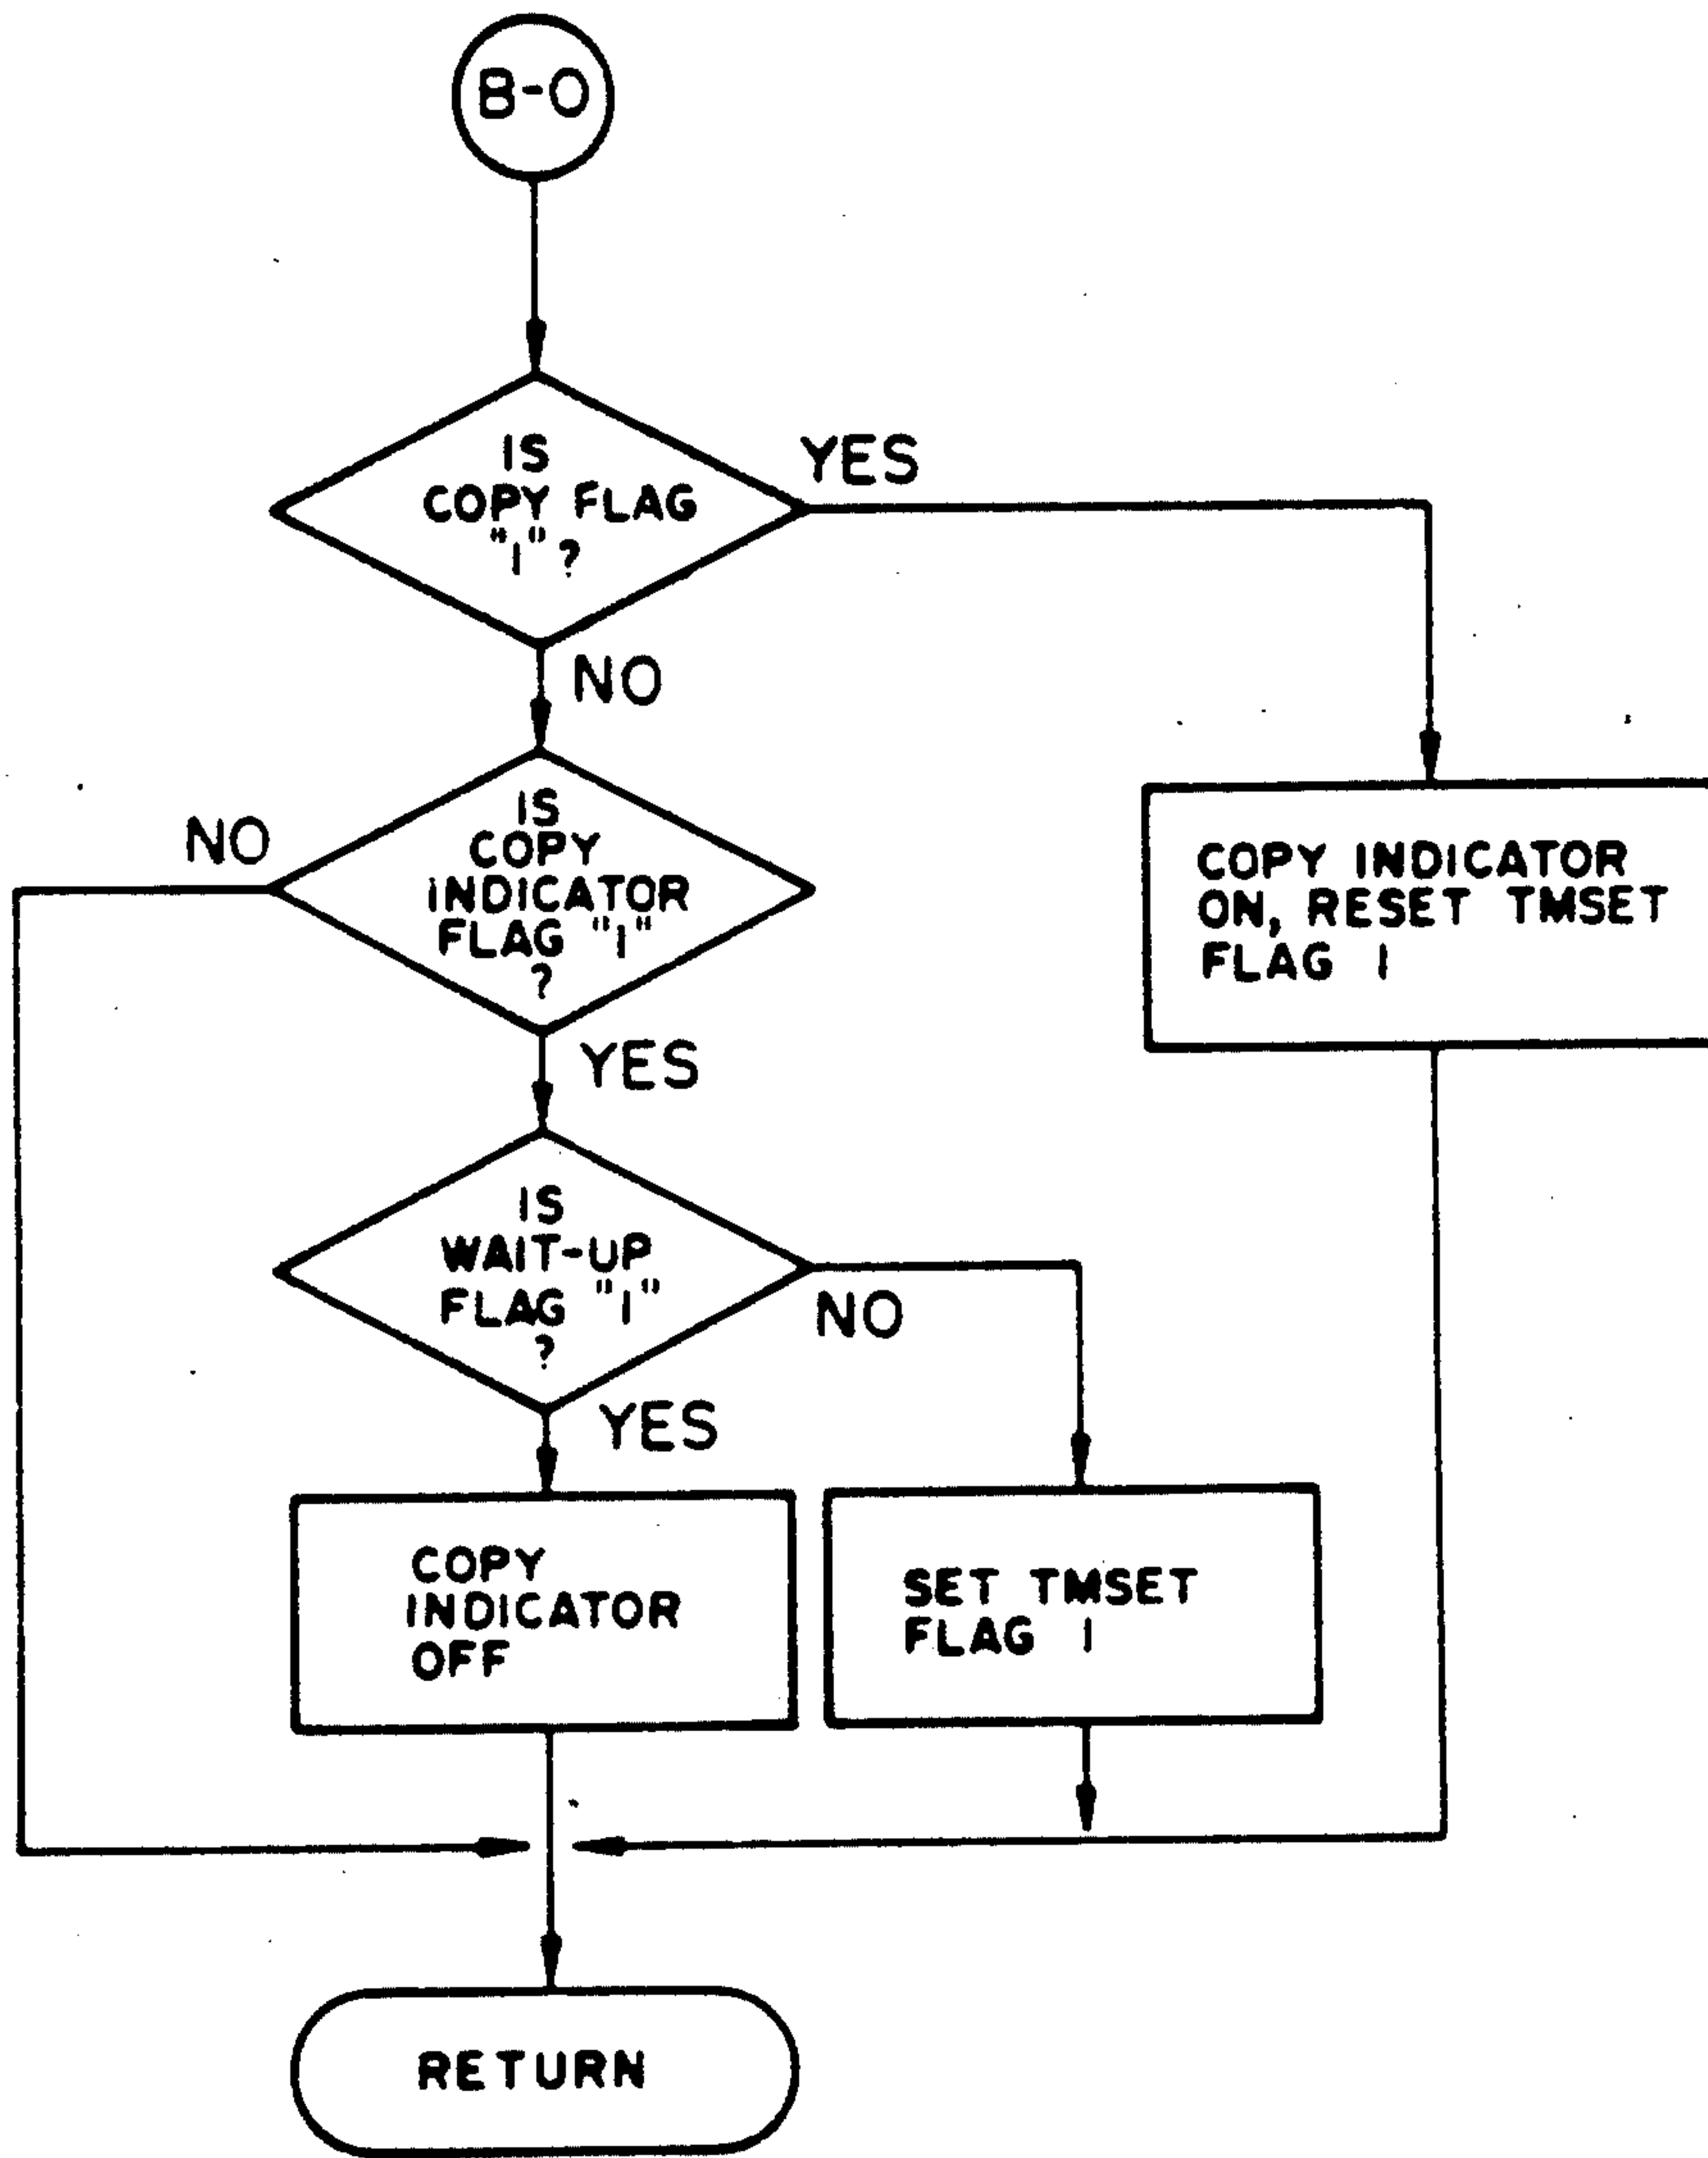 B-0
IS
COPY FLAG
"1"?
YES
NO
IS
COPY
INDICATOR
FLAG "1"
?
NO
COPY INDICATOR
ON, RESET TMSET
FLAG 1
YES
IS
WAIT-UP
FLAG "1"
?
NO
YES
COPY
INDICATOR
OFF
SET TMSET
FLAG 1
RETURN